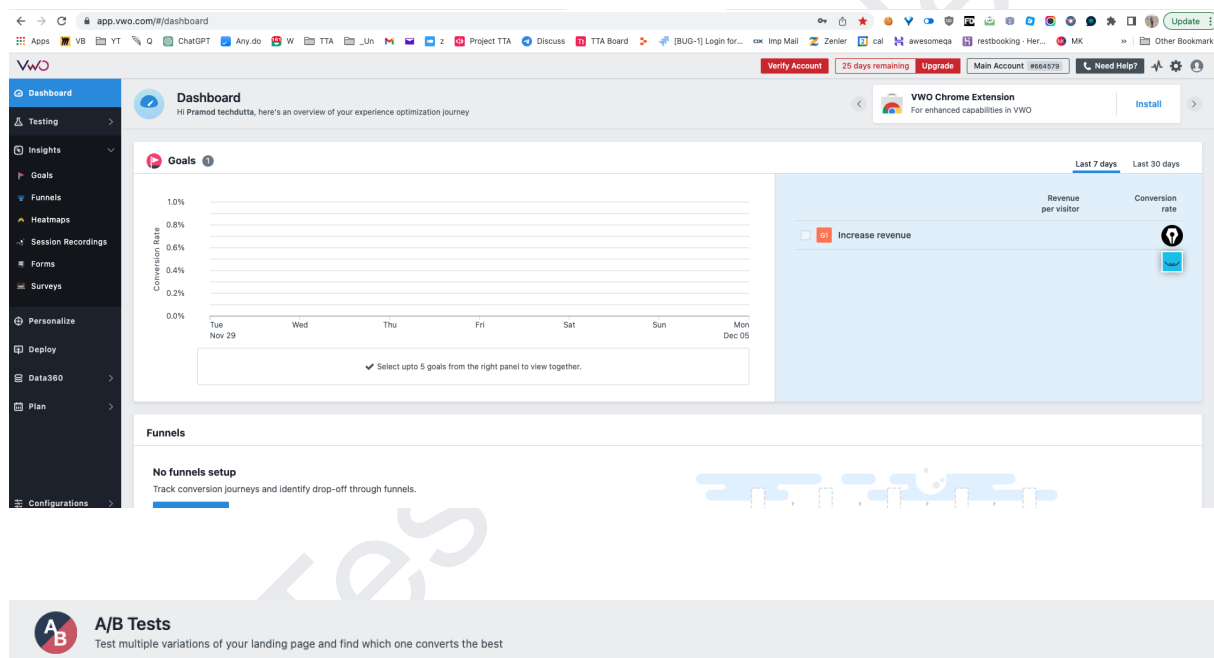 app.vwo.com/#/dashboard
Update
Apps VB YT Q ChatGPT Any.do W TTA _Un z Project TTA Discuss TTA Board [BUG-1] Login for... Imp Mail Zenler cal awesomeqa restbooking - Her... MK » Other Bookmark
VWO Verify Account 25 days remaining Upgrade Main Account #664579 Need Help?
Dashboard
Testing
Insights
Goals
Funnels
Heatmaps
Session Recordings
Forms
Surveys
Personalize
Deploy
Data360
Plan
Configurations
Dashboard
Hi Pramod techdutta, here's an overview of your experience optimization journey
VWO Chrome Extension
For enhanced capabilities in VWO
Install
Goals 1
Last 7 days Last 30 days
Conversion Rate
1.0%
0.8%
0.6%
0.4%
0.2%
0.0%
Tue Wed Thu Fri Sat Sun Mon
Nov 29 Dec 05
✔ Select upto 5 goals from the right panel to view together.
Revenue Conversion
per visitor rate
G1 Increase revenue
Funnels
No funnels setup
Track conversion journeys and identify drop-off through funnels.
AB
A/B Tests
Test multiple variations of your landing page and find which one converts the best